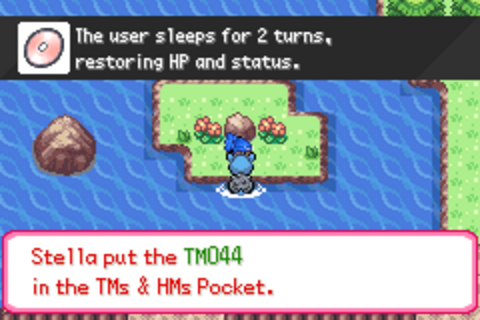 The user sleeps for 2 turns,
restoring HP and status.
Stella put the TM044
in the TMs & HMs Pocket.